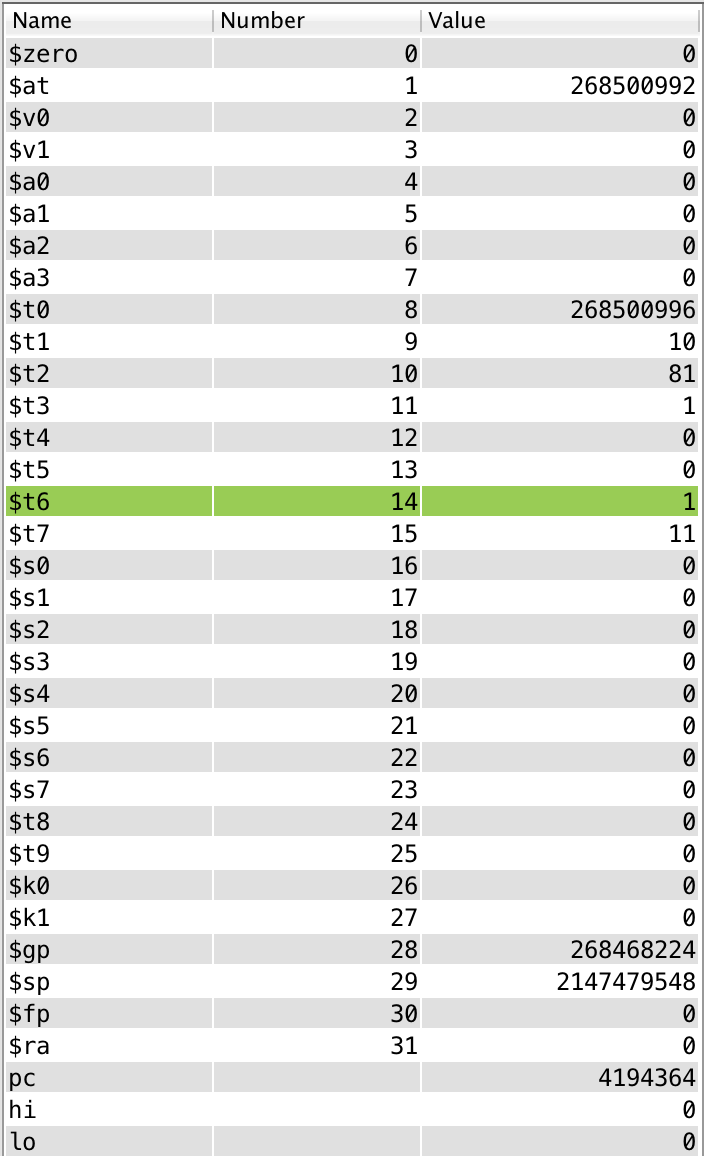 Name Number Value
$zero 0 0
$at 1 268500992
$v0 2 0
$v1 3 0
$a0 4 0
$a1 5 0
$a2 6 0
$a3 7 0
$t0 8 268500996
$t1 9 10
$t2 10 81
$t3 11 1
$t4 12 0
$t5 13 0
$t6 14 1
$t7 15 11
$s0 16 0
$s1 17 0
$s2 18 0
$s3 19 0
$s4 20 0
$s5 21 0
$s6 22 0
$s7 23 0
$t8 24 0
$t9 25 0
$k0 26 0
$k1 27 0
$gp 28 268468224
$sp 29 2147479548
$fp 30 0
$ra 31 0
pc 4194364
hi 0
lo 0